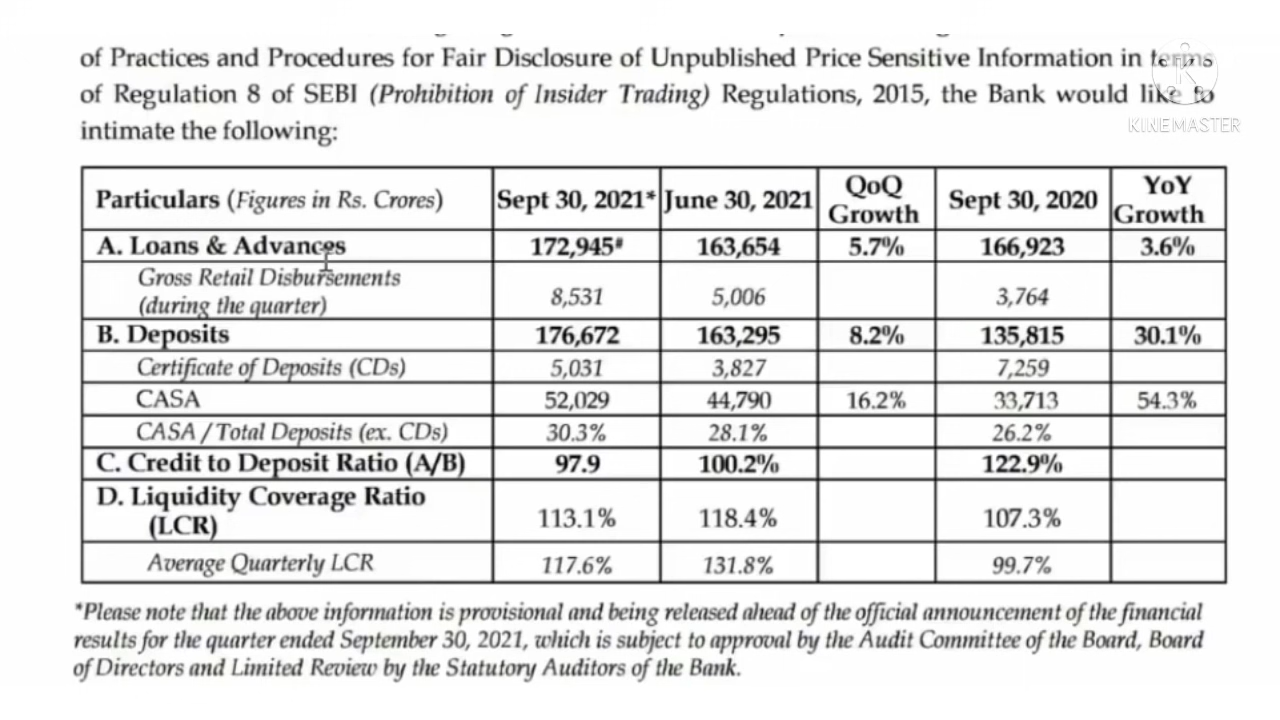 of Practices and Procedures for Fair Disclosure of Unpublished Price Sensitive Information in terms
of Regulation 8 of SEBI (Prohibition of Insider Trading) Regulations, 2015, the Bank would like to
intimate the following:
KINEMASTER
Particulars (Figures in Rs. Crores) Sept 30, 2021* June 30, 2021 QoQ Growth Sept 30, 2020 YoY Growth
A. Loans & Advances 172,945# 163,654 5.7% 166,923 3.6%
Gross Retail Disbursements
(during the quarter) 8,531 5,006 3,764
B. Deposits 176,672 163,295 8.2% 135,815 30.1%
Certificate of Deposits (CDs) 5,031 3,827 7,259
CASA 52,029 44,790 16.2% 33,713 54.3%
CASA / Total Deposits (ex. CDs) 30.3% 28.1% 26.2%
C. Credit to Deposit Ratio (A/B) 97.9 100.2% 122.9%
D. Liquidity Coverage Ratio
(LCR) 113.1% 118.4% 107.3%
Average Quarterly LCR 117.6% 131.8% 99.7%
*Please note that the above information is provisional and being released ahead of the official announcement of the financial
results for the quarter ended September 30, 2021, which is subject to approval by the Audit Committee of the Board, Board
of Directors and Limited Review by the Statutory Auditors of the Bank.